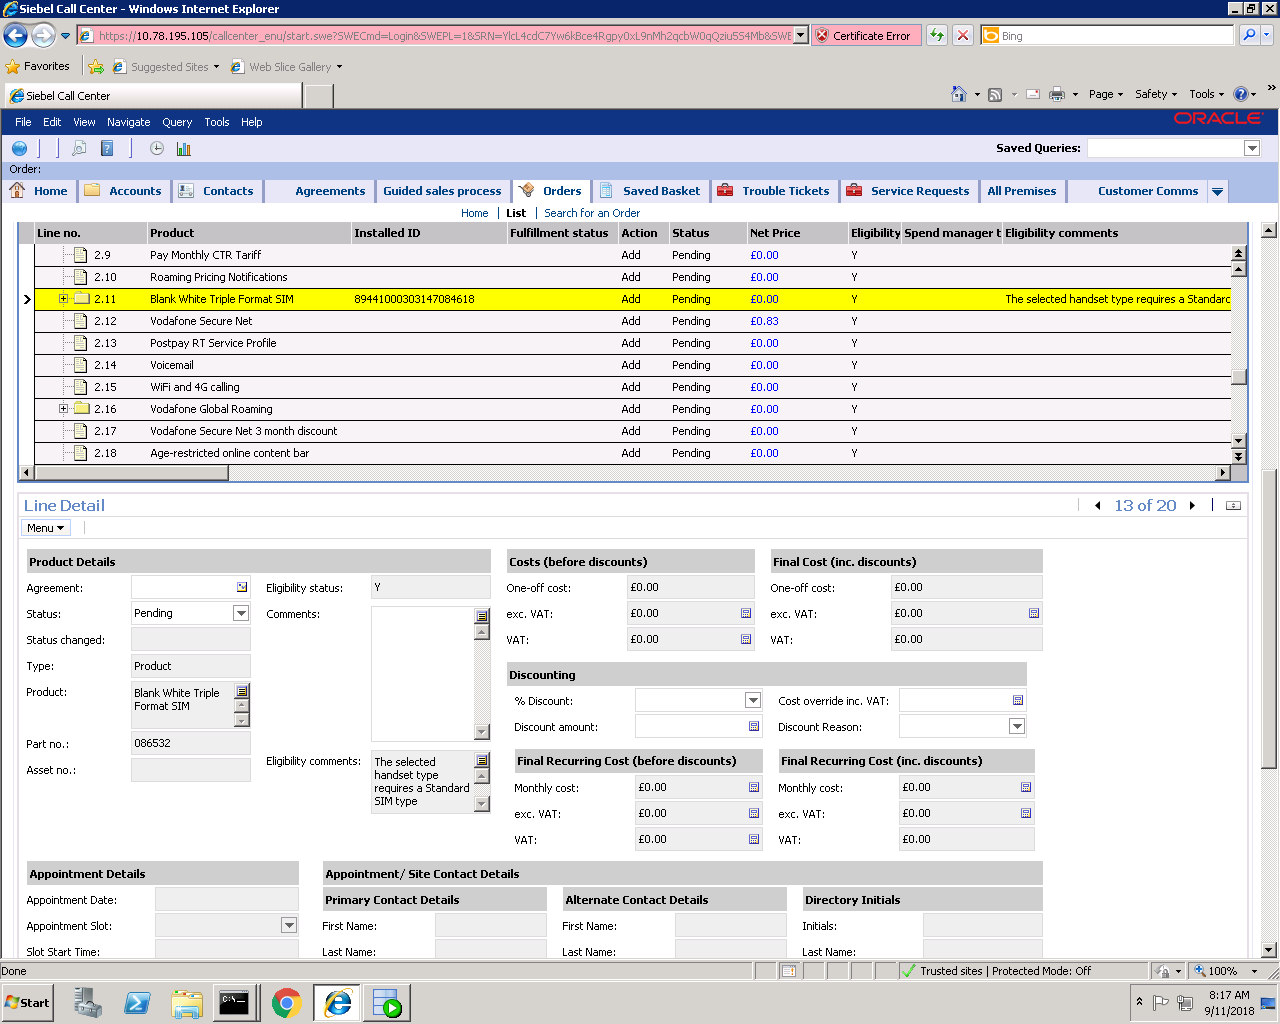 Siebel Call Center - Windows Internet Explorer
https://10.78.195.105/callcenter_enu/start.swe?SWECmd=Login&SWEPL=1&SRN= Certificate Error Bing
Favorites Suggested Sites Web Slice Gallery
Siebel Call Center Page Safety Tools
File Edit View Navigate Query Tools Help ORACLE
Saved Queries:
Order:
Home Accounts Contacts Agreements Guided sales process Orders Saved Basket Trouble Tickets Service Requests All Premises Customer Comms
Home List Search for an Order
Line no. Product Installed ID Fulfillment status Action Status Net Price Eligibility Spend manager t Eligibility comments
2.9 Pay Monthly CTR Tariff Add Pending £0.00 Y
2.10 Roaming Pricing Notifications Add Pending £0.00 Y
2.11 Blank White Triple Format SIM 89441000303147084618 Add Pending £0.00 Y The selected handset type requires a Standard
2.12 Vodafone Secure Net Add Pending £0.83 Y
2.13 Postpay RT Service Profile Add Pending £0.00 Y
2.14 Voicemail Add Pending £0.00 Y
2.15 WiFi and 4G calling Add Pending £0.00 Y
2.16 Vodafone Global Roaming Add Pending £0.00 Y
2.17 Vodafone Secure Net 3 month discount Add Pending £0.00 Y
2.18 Age-restricted online content bar Add Pending £0.00 Y
Line Detail 13 of 20
Menu
Product Details Costs (before discounts) Final Cost (inc. discounts)
Agreement: Eligibility status: Y One-off cost: £0.00 One-off cost: £0.00
Status: Pending Comments: exc. VAT: £0.00 exc. VAT: £0.00
Status changed: VAT: £0.00 VAT: £0.00
Type: Product
Discounting
Product: Blank White Triple Format SIM % Discount: Cost override inc. VAT:
Discount amount: Discount Reason:
Part no.: 086532
Eligibility comments: The selected handset type requires a Standard SIM type Final Recurring Cost (before discounts) Final Recurring Cost (inc. discounts)
Asset no.:
Monthly cost: £0.00 Monthly cost: £0.00
exc. VAT: £0.00 exc. VAT: £0.00
VAT: £0.00 VAT: £0.00
Appointment Details Appointment/ Site Contact Details
Appointment Date: Primary Contact Details Alternate Contact Details Directory Initials
Appointment Slot: First Name: First Name: Initials:
Slot Start Time: Last Name: Last Name: Last Name:
Done Trusted sites | Protected Mode: Off 100%
Start 8:17 AM
9/11/2018